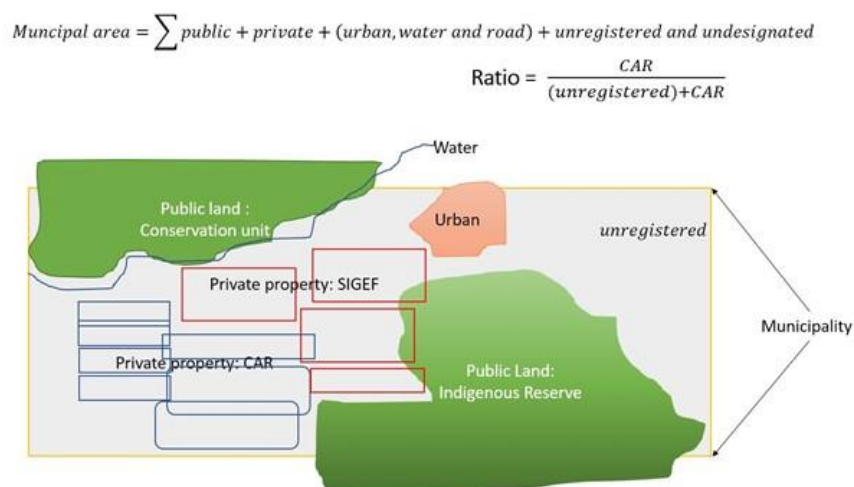 Muncipal area = ∑ public + private + (urban, water and road) + unregistered and undesignated
Ratio = CAR
(unregistered)+CAR
Water
Public land :
Conservation unit
Urban
unregistered
Private property: SIGEF
Municipality
Private property: CAR
Public Land:
Indigenous Reserve